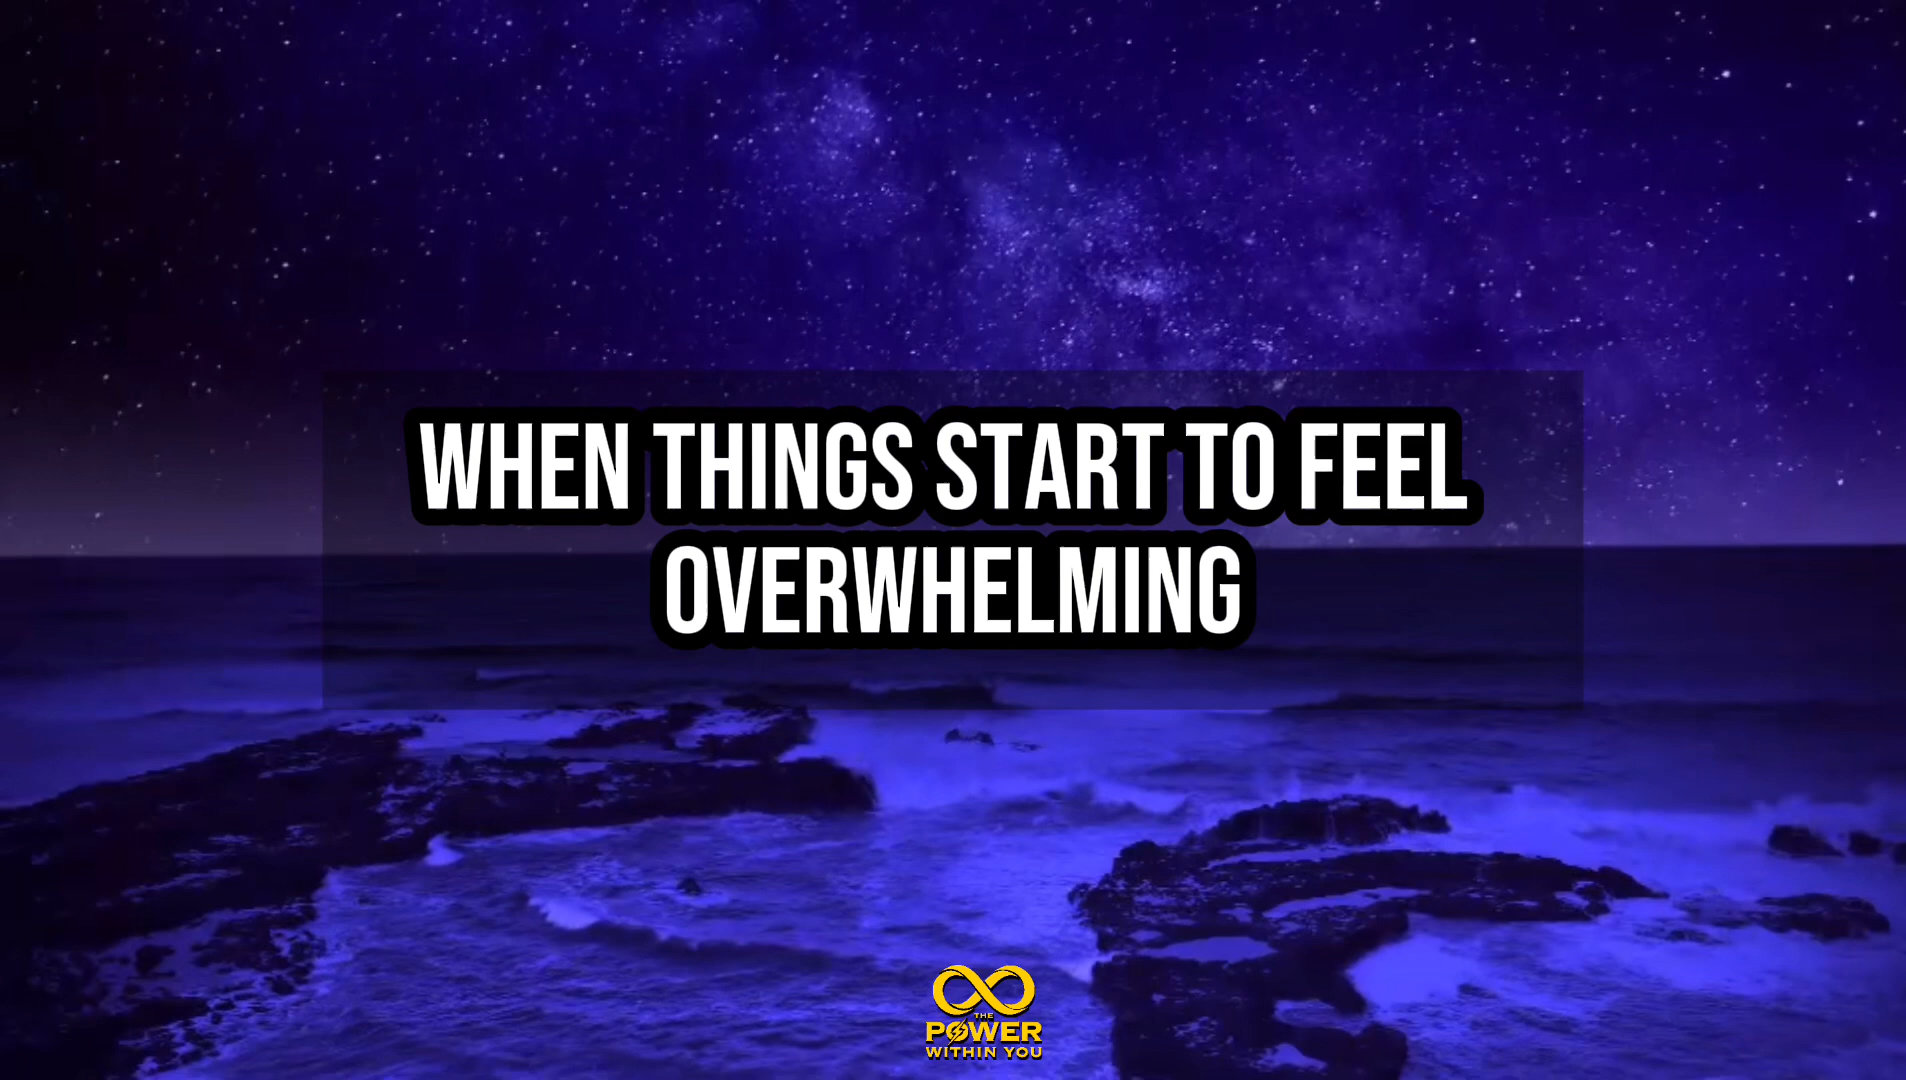 WHEN THINGS START TO FEEL
OVERWHELMING
THE
POWER
WITHIN YOU